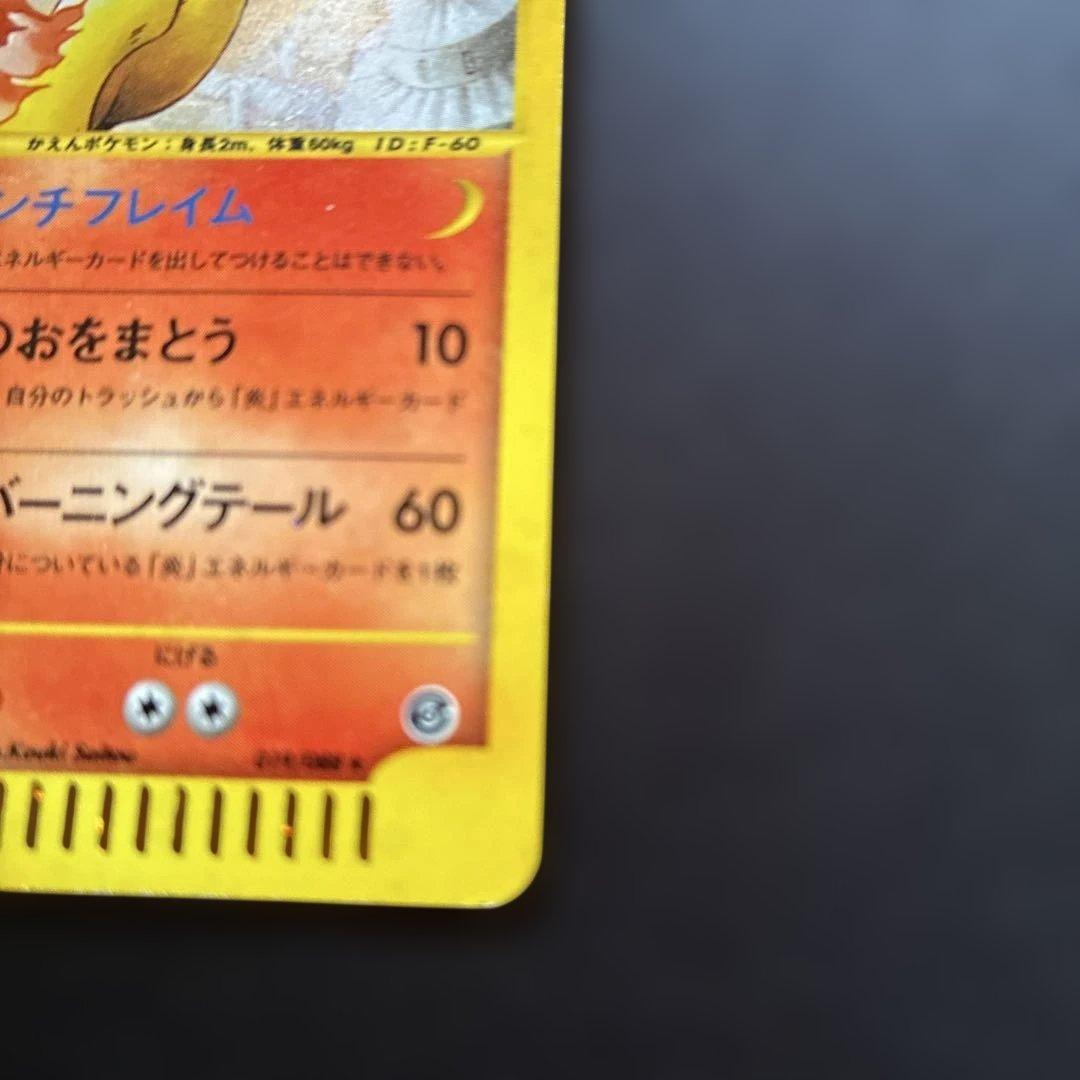 かえんポケモン：身長2m、体重60kg ID：F-60
ンチフレイム
エネルギーカードを出してつけることはできない。
のおをまとう 10
自分のトラッシュから「炎」エネルギーカード
バーニングテール 60
についている「炎」エネルギーカードを1枚
にげる
Kouki Saitou